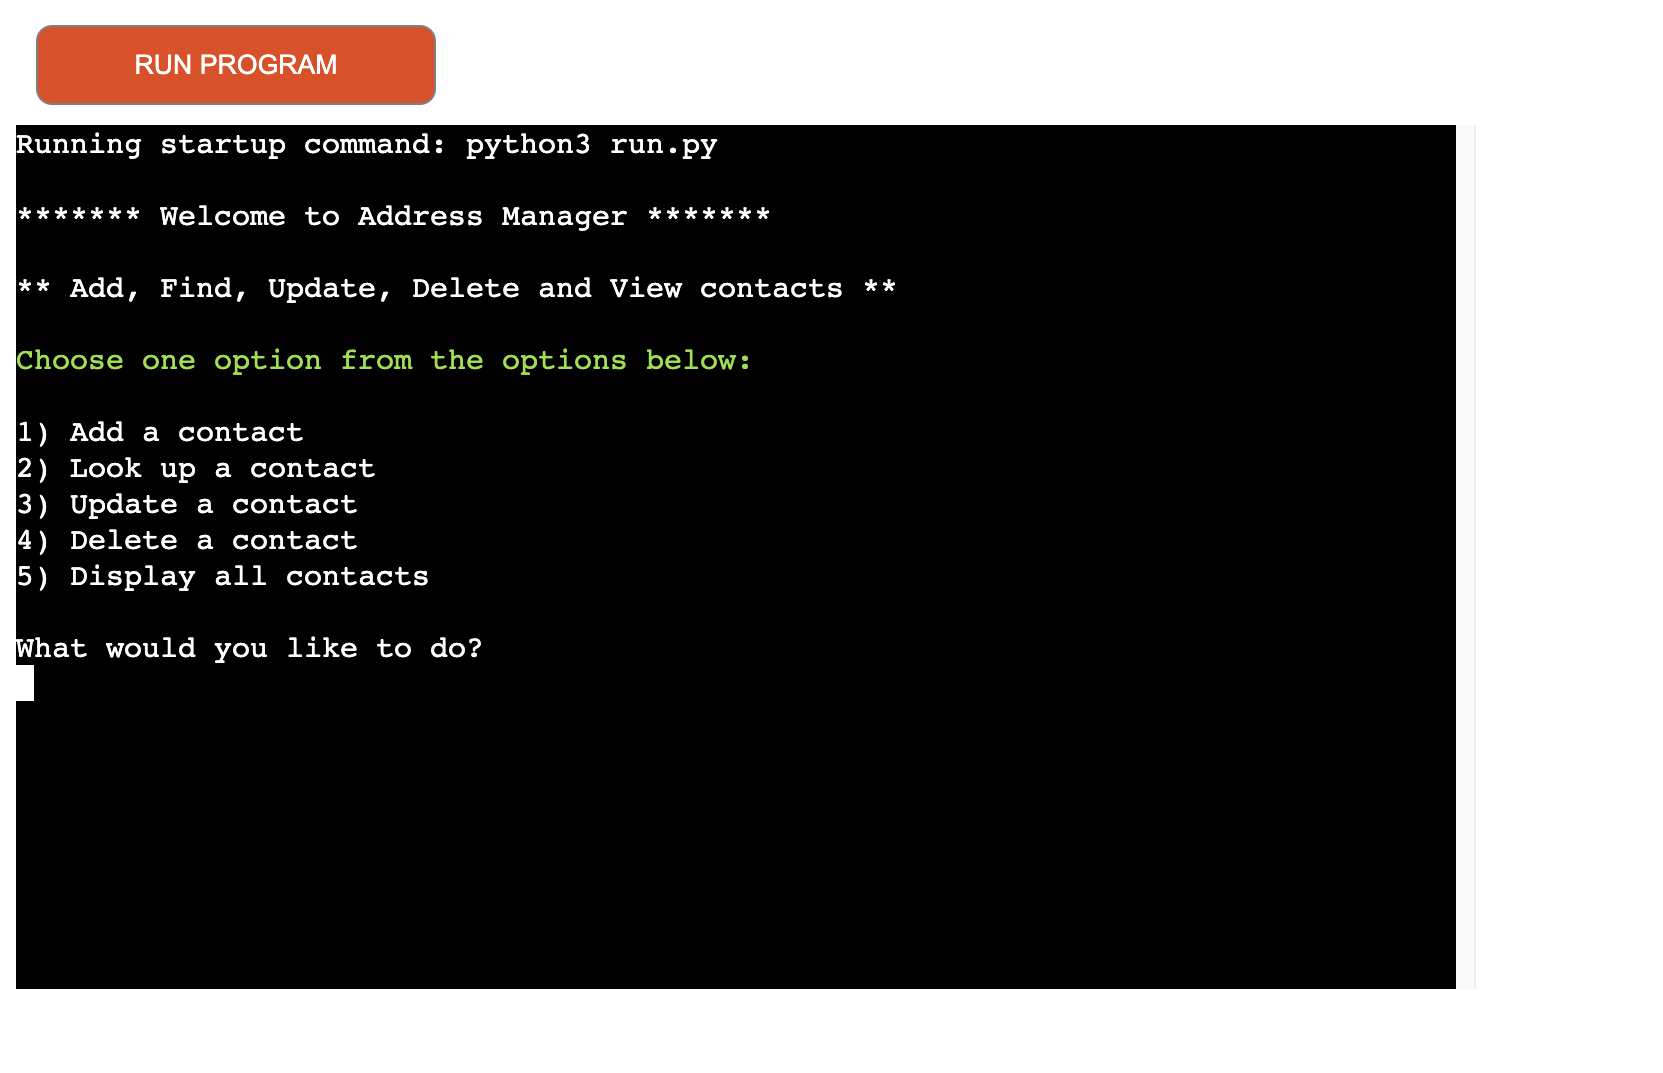 RUN PROGRAM
Running startup command: python3 run.py
******* Welcome to Address Manager *******
** Add, Find, Update, Delete and View contacts **
Choose one option from the options below:
1) Add a contact
2) Look up a contact
3) Update a contact
4) Delete a contact
5) Display all contacts
What would you like to do?